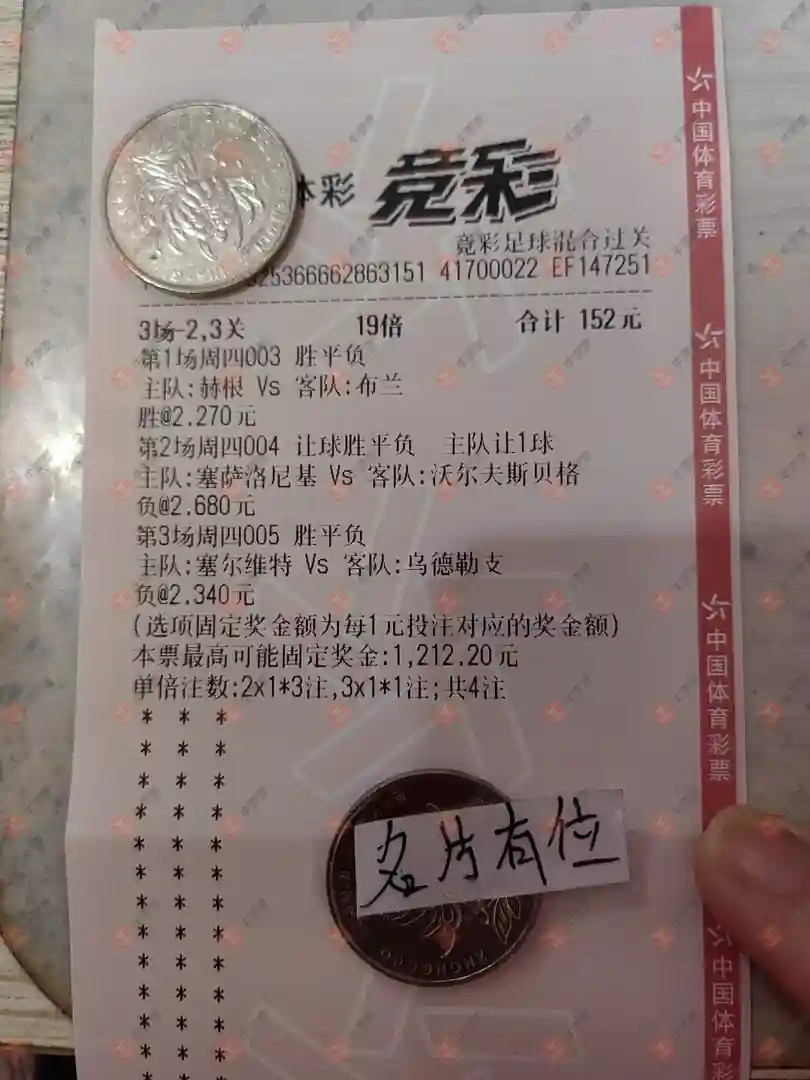 体彩 竞彩
竞彩足球混合过关
25366662863151 41700022 EF147251
3场-2,3关 19倍 合计 152元
第1场周四003 胜平负
主队:赫根 Vs 客队:布兰
胜@2.270元
第2场周四004 让球胜平负 主队让1球
主队:塞萨洛尼基 Vs 客队:沃尔夫斯贝格
负@2.680元
第3场周四005 胜平负
主队:塞尔维特 Vs 客队:乌德勒支
负@2.340元
(选项固定奖金额为每1元投注对应的奖金额)
本票最高可能固定奖金:1,212.20元
单倍注数:2x1*3注,3x1*1注;共4注
* * *
* * *
* * *
* * *
* * *
* * *
* * *
* * *
* * *
* * *
* * *
* * *
* * *
名片有位
中国体育彩票
中国体育彩票
中国体育彩票
中国体育彩